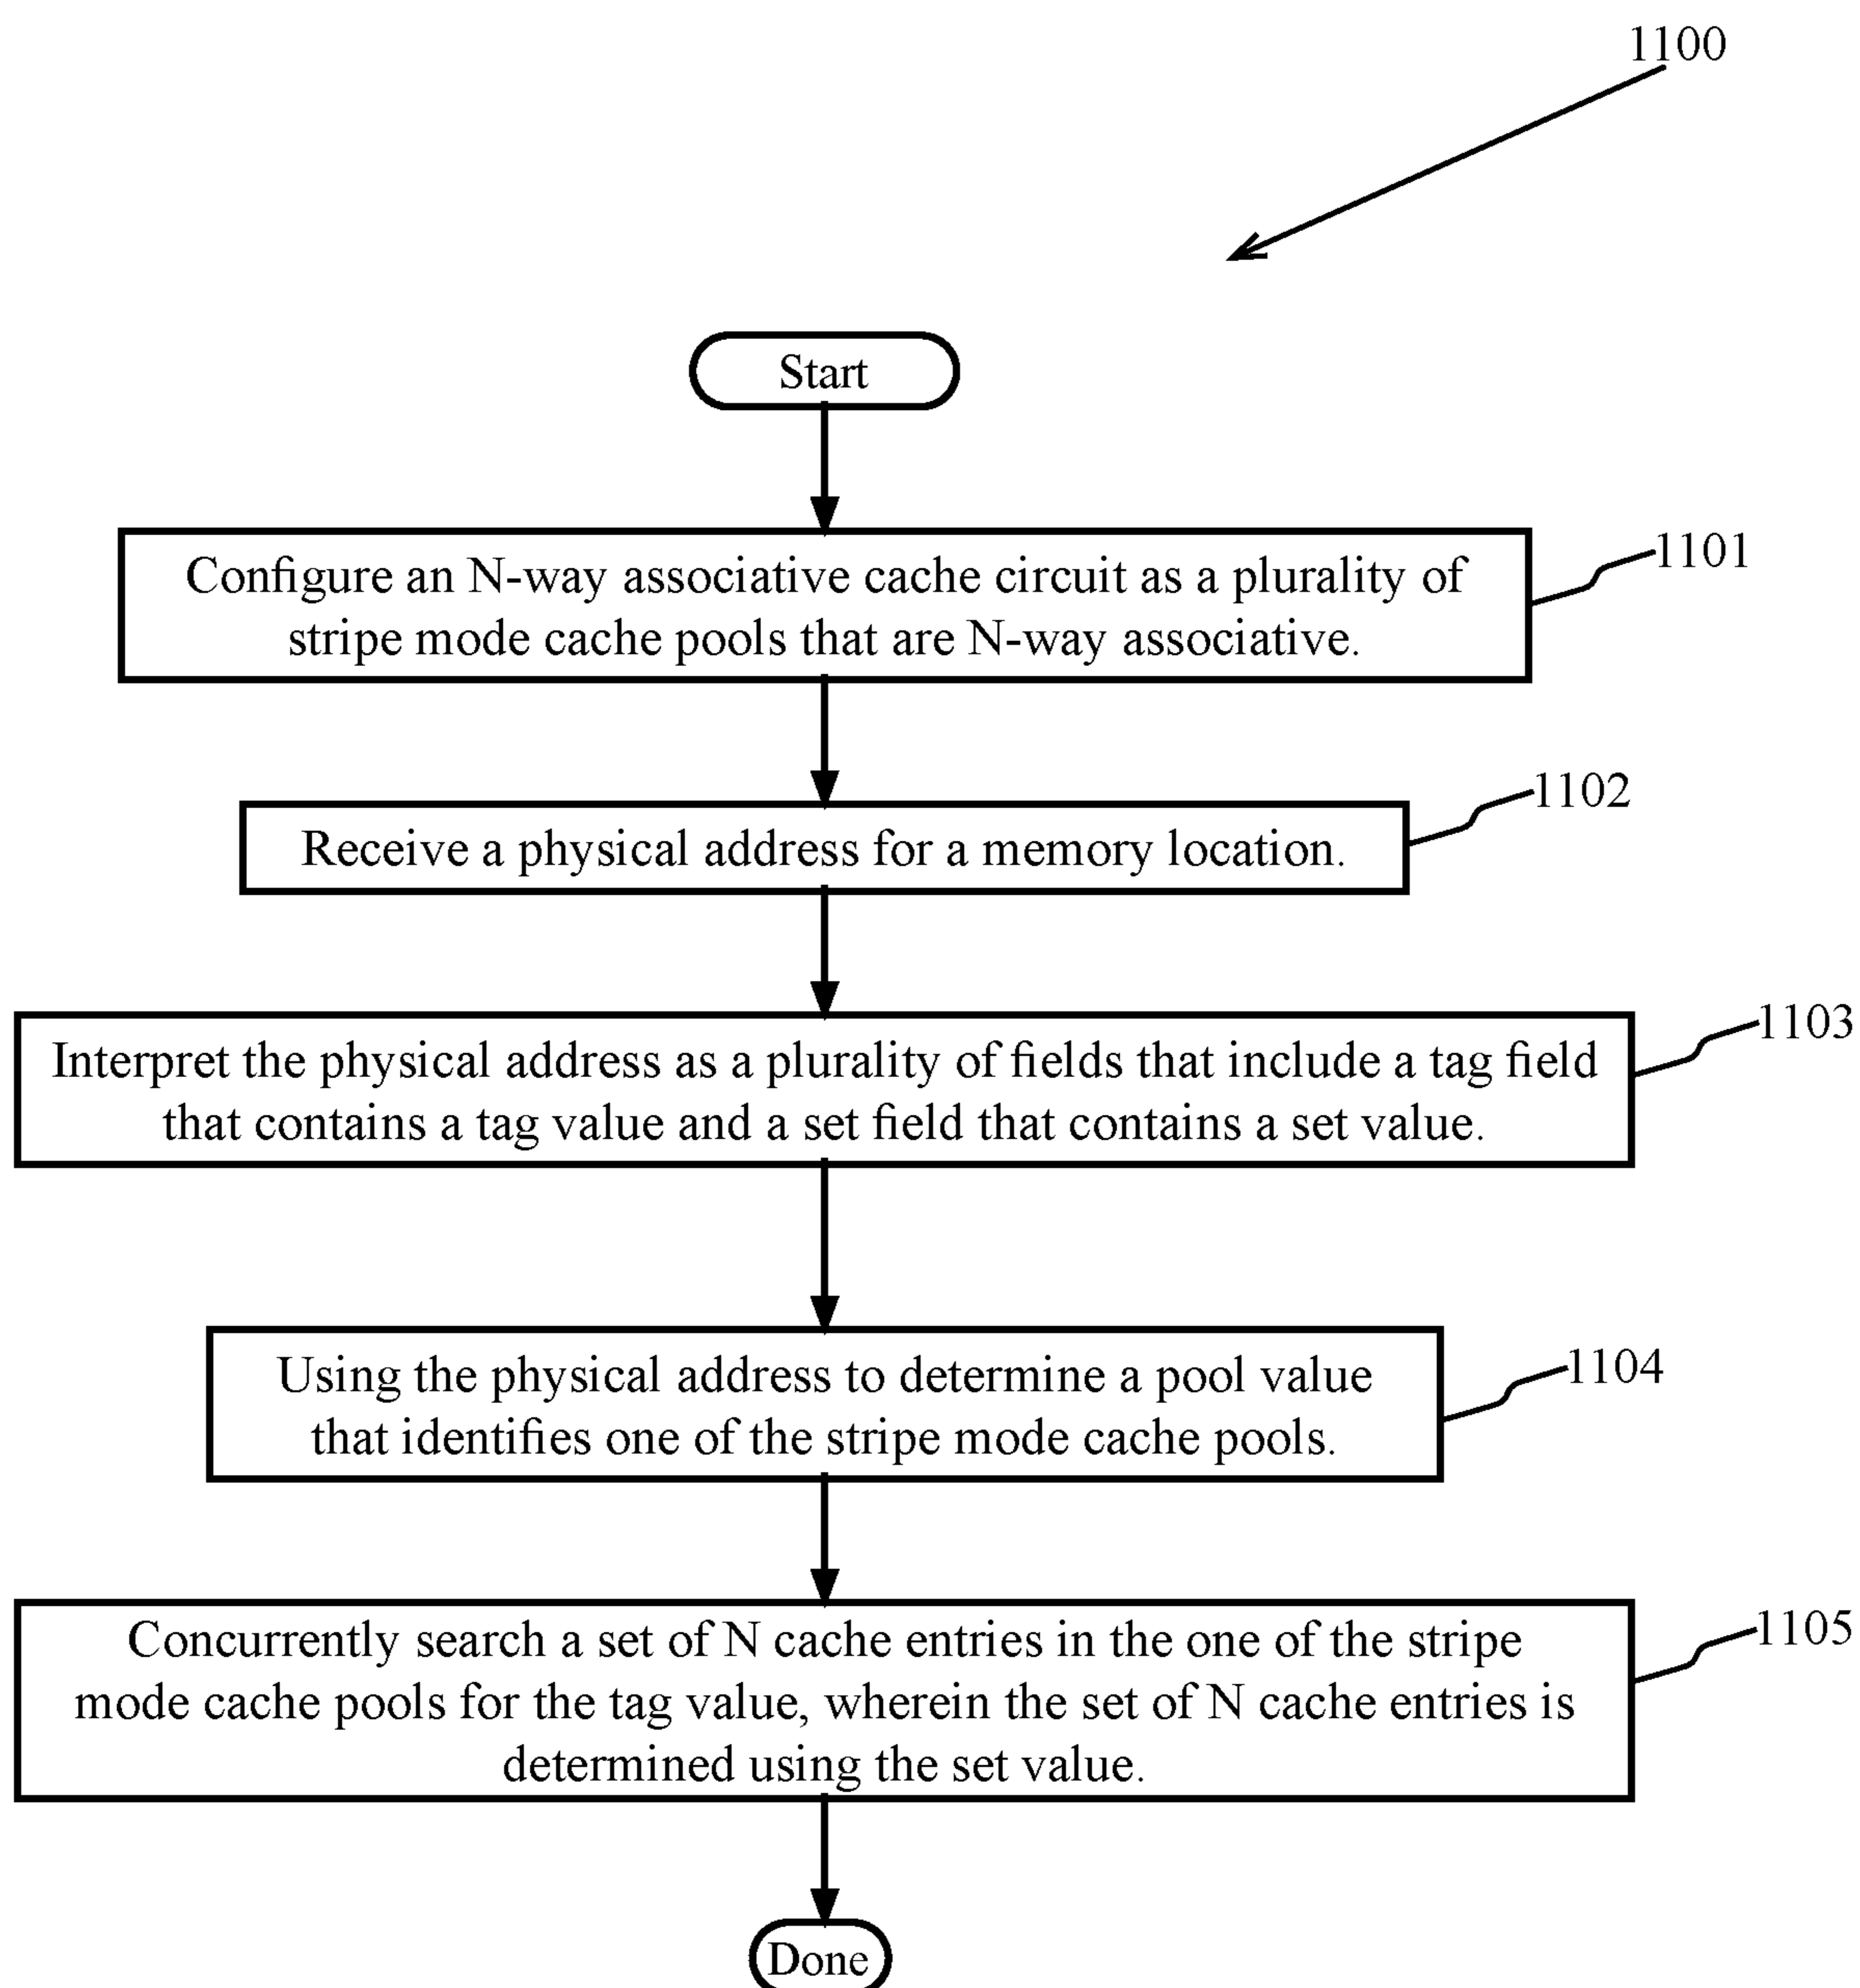 1100
Start
Configure an N-way associative cache circuit as a plurality of
stripe mode cache pools that are N-way associative.
1101
Receive a physical address for a memory location.
1102
Interpret the physical address as a plurality of fields that include a tag field
that contains a tag value and a set field that contains a set value.
1103
Using the physical address to determine a pool value
that identifies one of the stripe mode cache pools.
1104
Concurrently search a set of N cache entries in the one of the stripe
mode cache pools for the tag value, wherein the set of N cache entries is
determined using the set value.
1105
Done